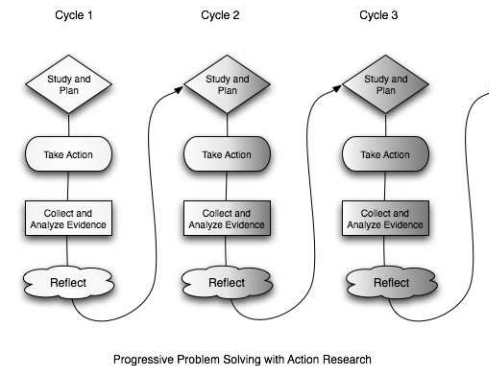 Cycle 1
Study and
Plan
Take Action
Collect and
Analyze Evidence
Reflect
Cycle 2
Study and
Plan
Take Action
Collect and
Analyze Evidence
Reflect
Cycle 3
Study and
Plan
Take Action
Collect and
Analyze Evidence
Reflect
Progressive Problem Solving with Action Research